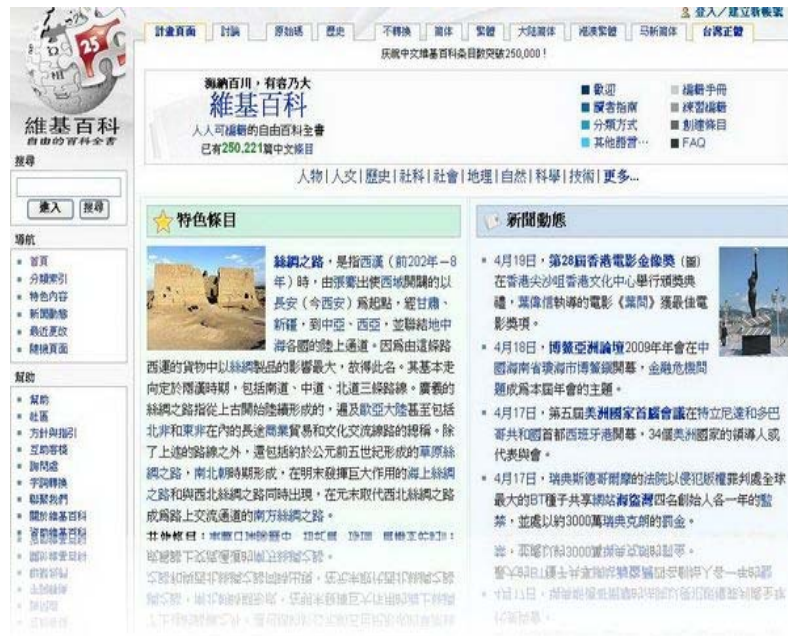 登入／建立新帳號
計畫頁面 討論 原始碼 歷史 不轉換 簡体 繁體 大陆简体 港澳繁體 马新简体 台灣正體
庆祝中文維基百科条目数突破250,000！
25
維基百科
自由的百科全書
海納百川，有容乃大
維基百科
人人可編輯的自由百科全書
已有250,221篇中文條目
歡迎
讀者指南
分類方式
其他語言…
編輯手冊
練習編輯
創建條目
FAQ
人物|人文|歷史|社科|社會|地理|自然|科學|技術|更多...
搜尋
進入 搜尋
導航
首頁
分類索引
特色內容
新聞動態
最近更改
隨機頁面
幫助
幫助
社區
方針與指引
互助客棧
詢問處
字詞轉換
聯繫我們
關於維基百科
資助維基百科
特色條目
絲綢之路，是指西漢（前202年－8
年）時，由張騫出使西域開闢的以
長安（今西安）為起點，經甘肅、
新疆，到中亞、西亞，並聯結地中
海各國的陸上通道。因為由這條路
西運的貨物中以絲綢製品的影響最大，故得此名。其基本走
向定於兩漢時期，包括南道、中道、北道三條路線。廣義的
絲綢之路指從上古開始陸續形成的，遍及歐亞大陸甚至包括
北非和東非在內的長途商業貿易和文化交流線路的總稱。除
了上述的路線之外，還包括約於公元前五世紀形成的草原絲
綢之路，南北朝時期形成，在明末發揮巨大作用的海上絲綢
之路和與西北絲綢之路同時出現，在元末取代西北絲綢之路
成為路上交流通道的南方絲綢之路。
新聞動態
4月19日，第28屆香港電影金像獎（圖）
在香港尖沙咀香港文化中心舉行頒獎典
禮，葉偉信執導的電影《葉問》獲最佳電
影獎項。
4月18日，博鰲亞洲論壇2009年年會在中
國海南省瓊海市博鰲鎮開幕，金融危機問
題成為本屆年會的主題。
4月17日，第五屆美洲國家首腦會議在特立尼達和多巴
哥共和國首都西班牙港開幕，34個美洲國家的領導人或
代表與會。
4月17日，瑞典斯德哥爾摩的法院以侵犯版權罪判處全球
最大的BT種子共享網站海盜灣四名創始人各一年的監
禁，並處以約3000萬瑞典克朗的罰金。